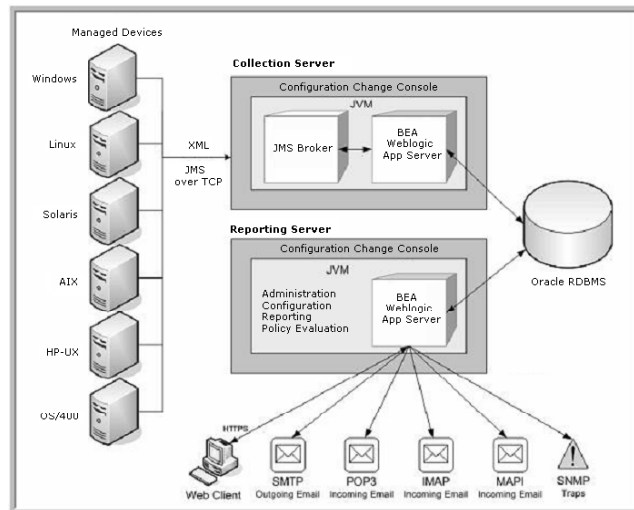 Managed Devices
Windows
Linux
Solaris
AIX
HP-UX
OS/400
XML
JMS
over TCP
Collection Server
Configuration Change Console
JVM
JMS Broker
BEA
Weblogic
App Server
Reporting Server
Configuration Change Console
JVM
Administration
Configuration
Reporting
Policy Evaluation
BEA
Weblogic
App Server
Oracle RDBMS
HTTPS
Web Client
SMTP
Outgoing Email
POP3
Incoming Email
IMAP
Incoming Email
MAPI
Incoming Email
SNMP
Traps